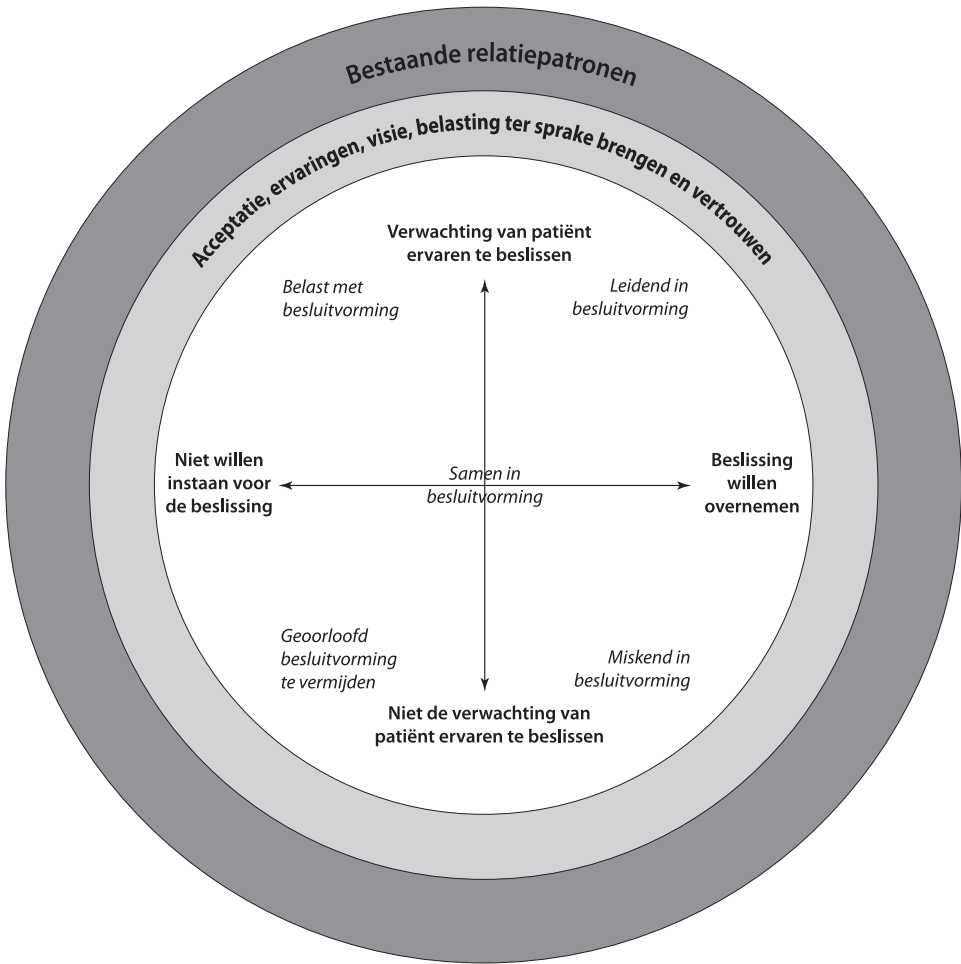 Bestaande relatiepatronen
Acceptatie, ervaringen, visie, belasting ter sprake brengen en vertrouwen
Verwachting van patiënt
ervaren te beslissen
Belast met
besluitvorming
Leidend in
besluitvorming
Niet willen
instaan voor
de beslissing
Samen in
besluitvorming
Beslissing
willen
overnemen
Geoorloofd
besluitvorming
te vermijden
Miskend in
besluitvorming
Niet de verwachting van
patiënt ervaren te beslissen